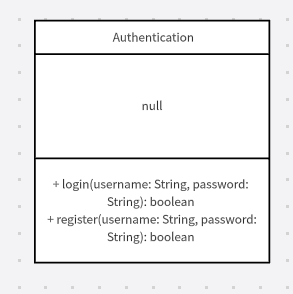 Authentication
null
+ login(username: String, password:
String): boolean
+ register(username: String, password:
String): boolean